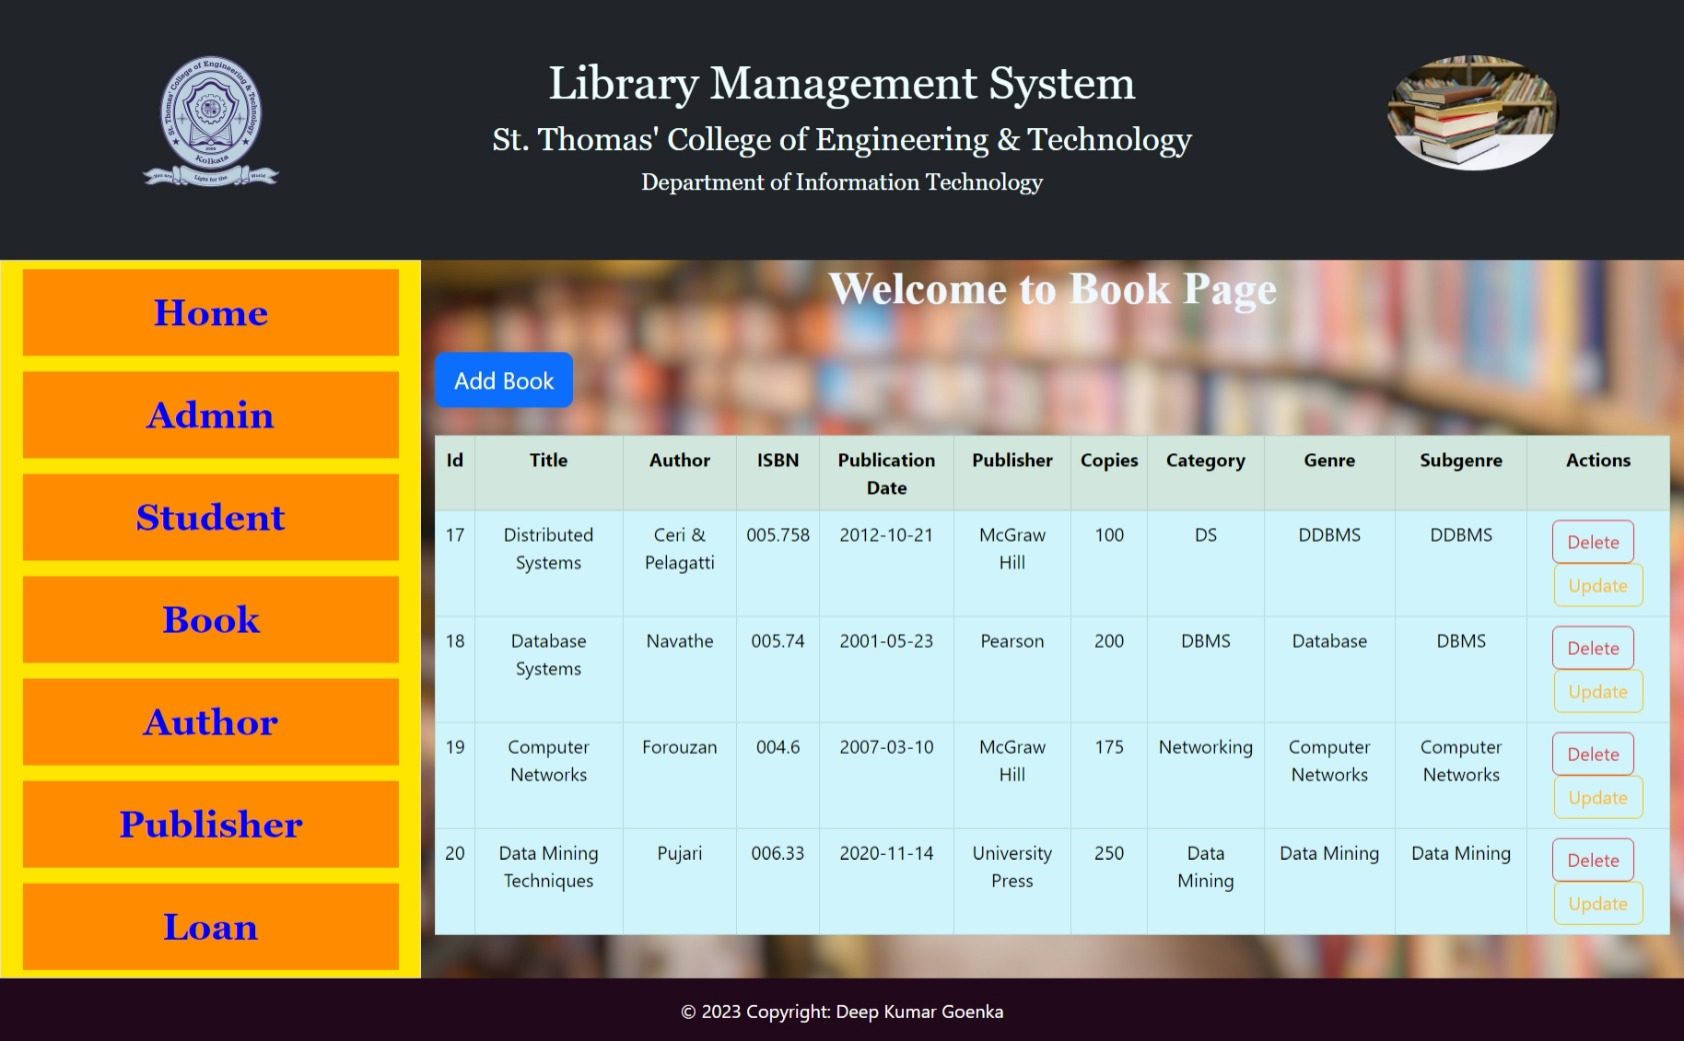 St. Thomas' College of Engineering & Technology
Kolkata
Library Management System
St. Thomas' College of Engineering & Technology
Department of Information Technology
Home
Admin
Student
Book
Author
Publisher
Loan
Welcome to Book Page
Add Book
Id Title Author ISBN Publication Publisher Copies Category Genre Subgenre Actions
Date
17 Distributed Ceri & 005.758 2012-10-21 McGraw 100 DS DDBMS DDBMS Delete
Systems Pelagatti Hill Update
18 Database Navathe 005.74 2001-05-23 Pearson 200 DBMS Database DBMS Delete
Systems Update
19 Computer Forouzan 004.6 2007-03-10 McGraw 175 Networking Computer Computer Delete
Networks Hill Networks Networks Update
20 Data Mining Pujari 006.33 2020-11-14 University 250 Data Data Mining Data Mining Delete
Techniques Press Mining Update
© 2023 Copyright: Deep Kumar Goenka